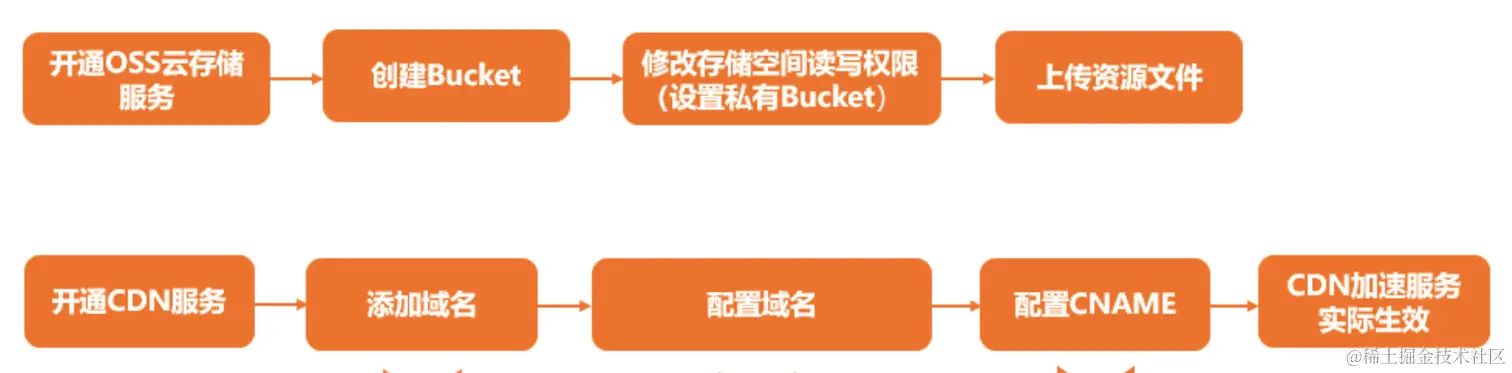 开通OSS云存储
服务
创建Bucket
修改存储空间读写权限
（设置私有Bucket）
上传资源文件
开通CDN服务
添加域名
配置域名
配置CNAME
CDN加速服务
实际生效
@稀土掘金技术社区